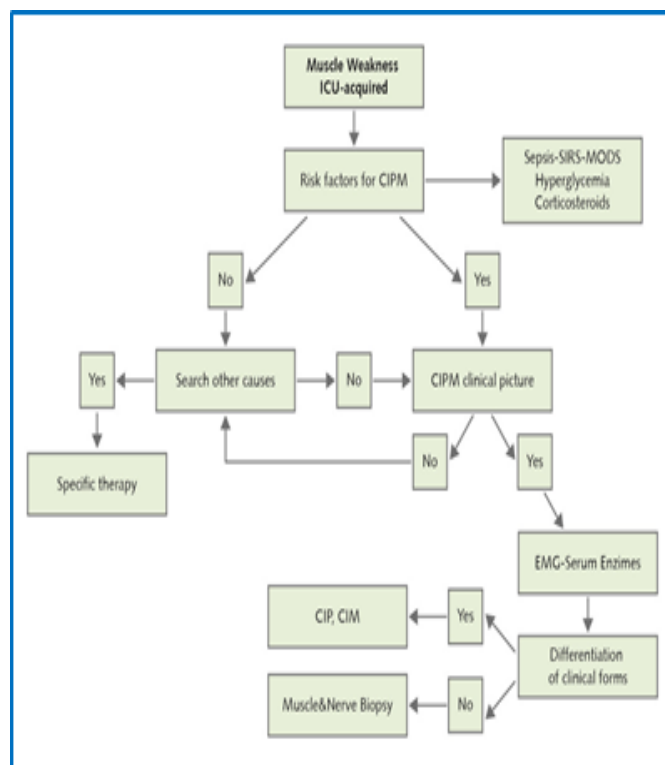 Muscle Weakness
ICU-acquired
Risk factors for CIPM
Sepsis-SIRS-MODS
Hyperglycemia
Corticosteroids
No
Yes
Yes
Search other causes
No
CIPM clinical picture
No
Yes
Specific therapy
EMG-Serum Enzimes
CIP, CIM
Yes
Differentiation
of clinical forms
Muscle&Nerve Biopsy
No